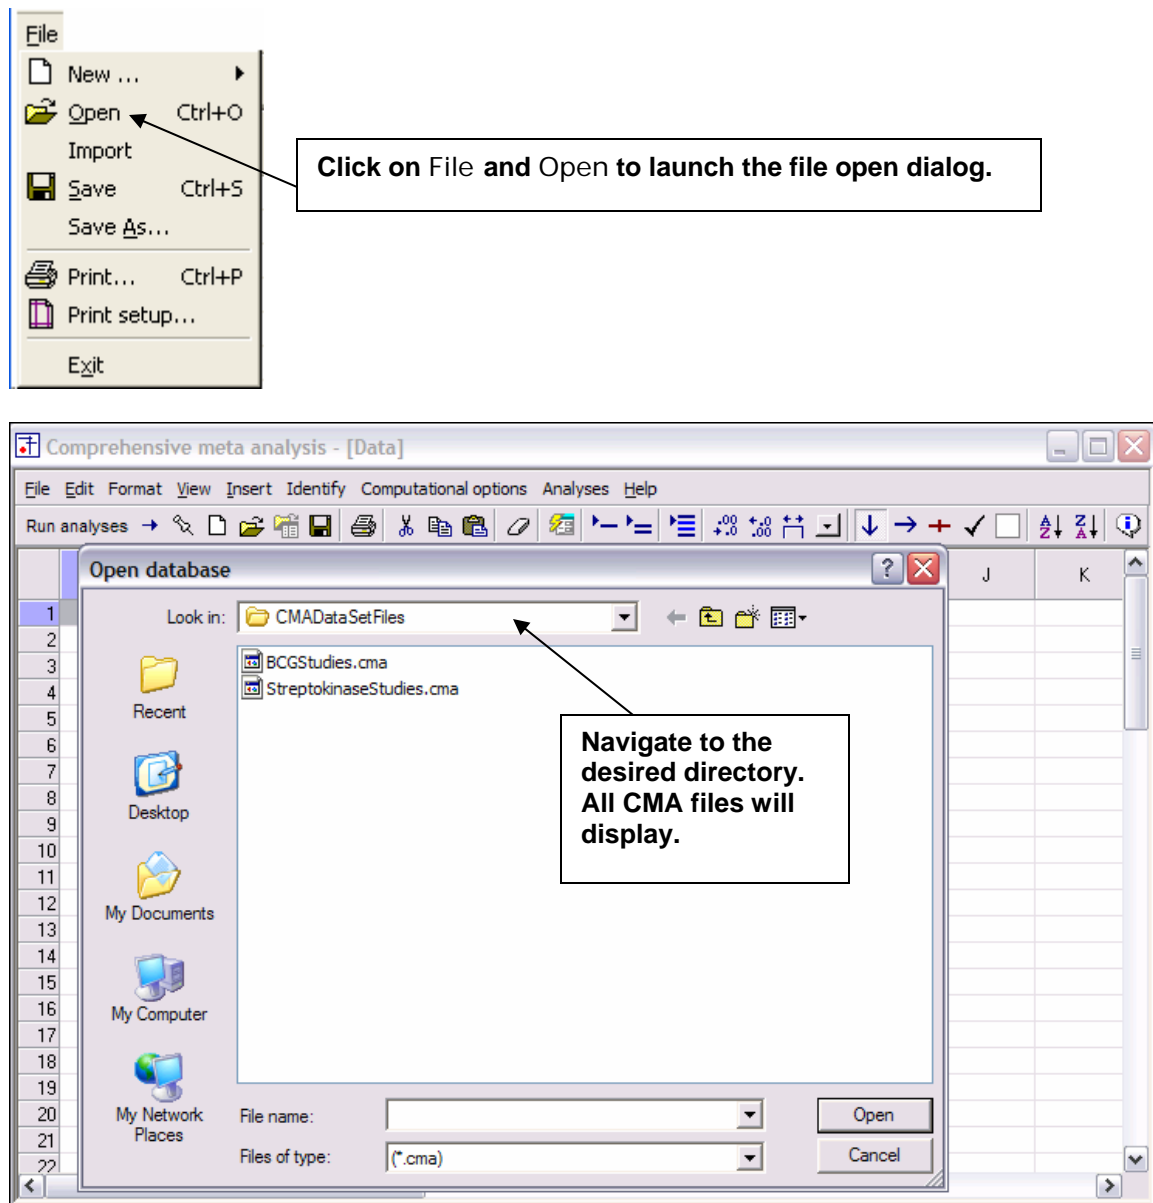 File
New ...
Open Ctrl+O
Import
Save Ctrl+S
Save As...
Print... Ctrl+P
Print setup...
Exit
Click on File and Open to launch the file open dialog.
Comprehensive meta analysis - [Data]
File Edit Format View Insert Identify Computational options Analyses Help
Run analyses
Open database
J K
Look in: CMADataSetFiles
BCGStudies.cma
StreptokinaseStudies.cma
Recent
Desktop
My Documents
My Computer
My Network
Places
Navigate to the
desired directory.
All CMA files will
display.
File name: Open
Files of type: (*.cma) Cancel
1
2
3
4
5
6
7
8
9
10
11
12
13
14
15
16
17
18
19
20
21
22